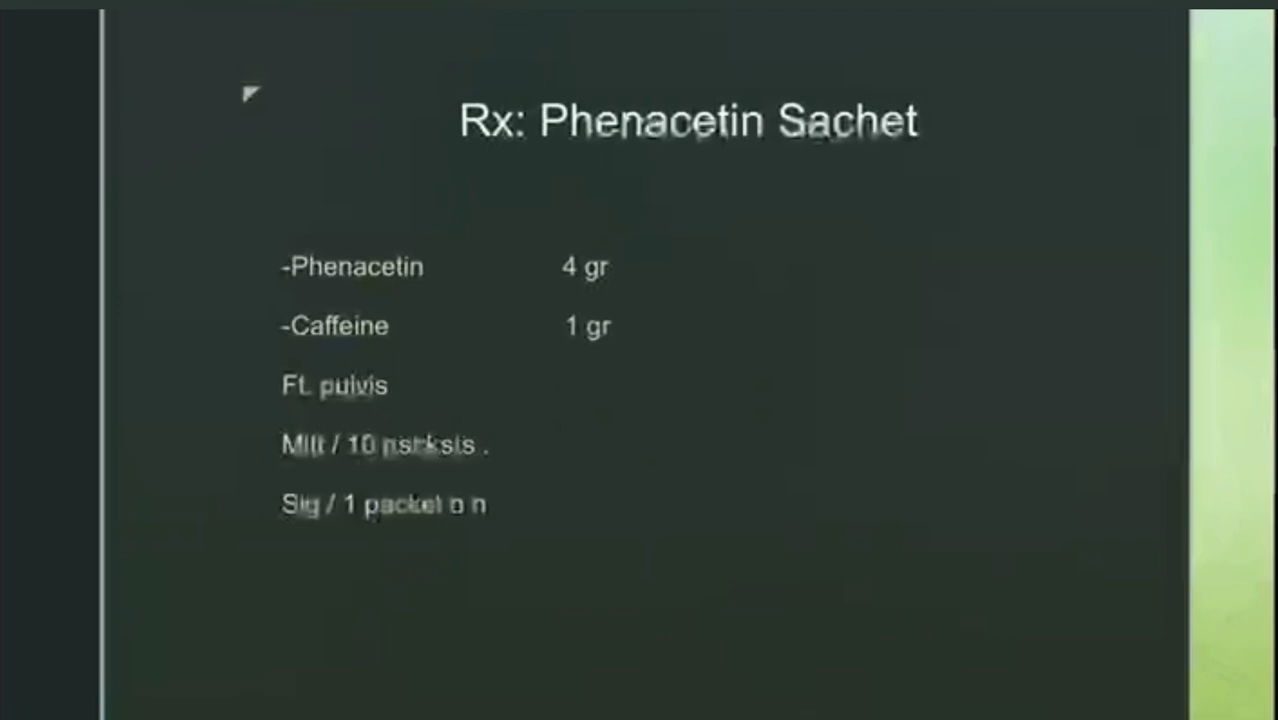 Rx: Phenacetin Sachet
-Phenacetin 4 gr
-Caffeine 1 gr
Ft. pulvis
Mitt / 10
Sig / 1 packet